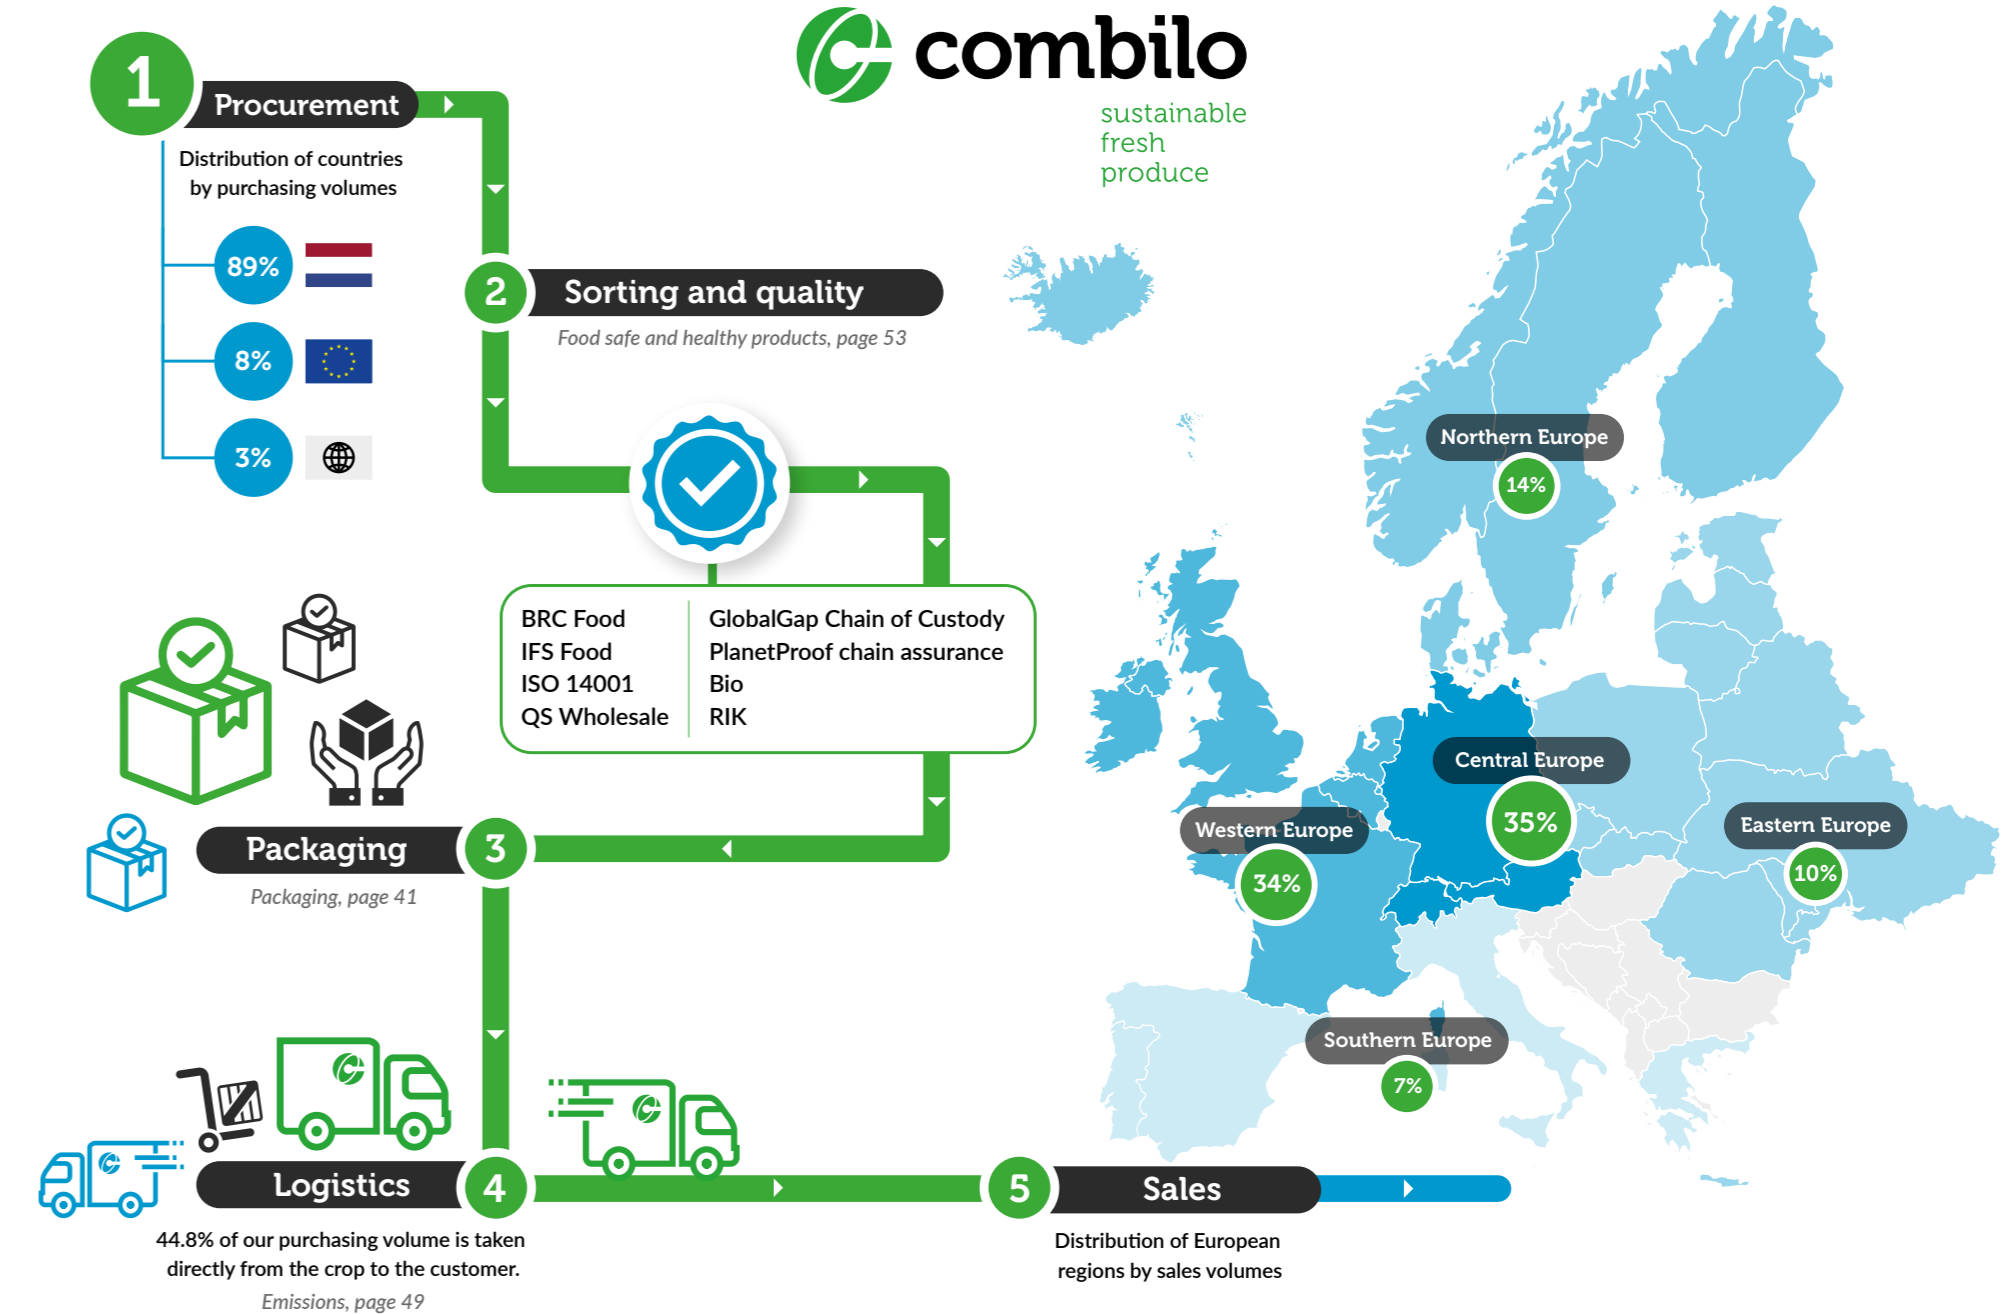 combilo
sustainable
fresh
produce
1
Procurement
Distribution of countries
by purchasing volumes
89%
8%
3%
2
Sorting and quality
Food safe and healthy products, page 53
BRC Food
IFS Food
ISO 14001
QS Wholesale
GlobalGap Chain of Custody
PlanetProof chain assurance
Bio
RIK
Packaging
3
Packaging, page 41
Logistics
4
44.8% of our purchasing volume is taken
directly from the crop to the customer.
Emissions, page 49
5
Sales
Distribution of European
regions by sales volumes
Northern Europe
14%
Central Europe
35%
Western Europe
34%
Eastern Europe
10%
Southern Europe
7%